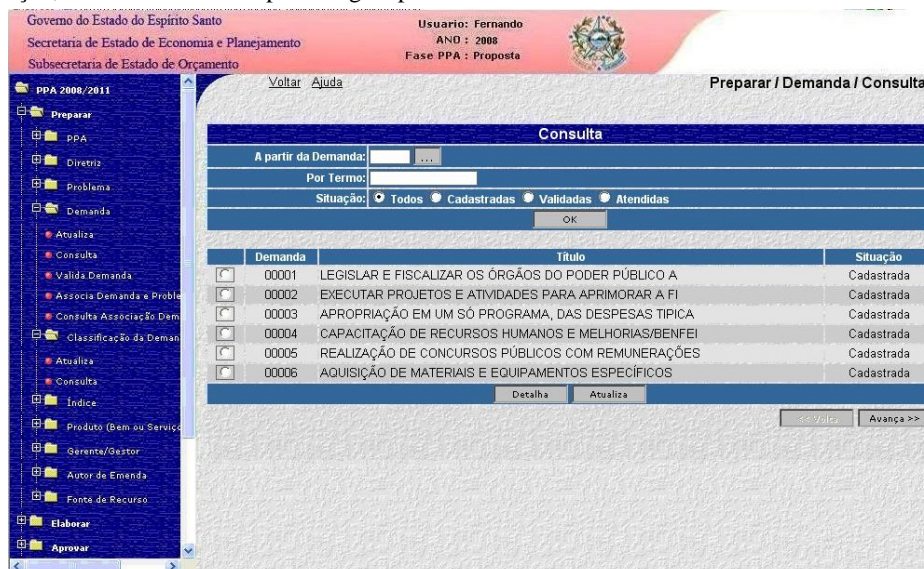 Governo do Estado do Espírito Santo
Secretaria de Estado de Economia e Planejamento
Subsecretaria de Estado de Orçamento
Usuario: Fernando
ANO : 2008
Fase PPA : Proposta
PPA 2008/2011
Preparar
PPA
Diretriz
Problema
Demanda
Atualiza
Consulta
Valida Demanda
Associa Demanda e Proble
Consulta Associação Dem
Classificação da Deman
Atualiza
Consulta
Índice
Produto (Bem ou Serviço
Gerente/Gestor
Autor de Emenda
Fonte de Recurso
Elaborar
Aprovar
Voltar Ajuda
Preparar / Demanda / Consulta
Consulta
A partir da Demanda: ...
Por Termo:
Situação: Todos Cadastradas Validadas Atendidas
OK
Demanda Título Situação
00001 LEGISLAR E FISCALIZAR OS ÓRGÃOS DO PODER PÚBLICO A Cadastrada
00002 EXECUTAR PROJETOS E ATIVIDADES PARA APRIMORAR A FI Cadastrada
00003 APROPRIAÇÃO EM UM SÓ PROGRAMA, DAS DESPESAS TIPICA Cadastrada
00004 CAPACITAÇÃO DE RECURSOS HUMANOS E MELHORIAS/BENFEI Cadastrada
00005 REALIZAÇÃO DE CONCURSOS PÚBLICOS COM REMUNERAÇÕES Cadastrada
00006 AQUISIÇÃO DE MATERIAIS E EQUIPAMENTOS ESPECÍFICOS Cadastrada
Detalha Atualiza
<< Volta Avança >>